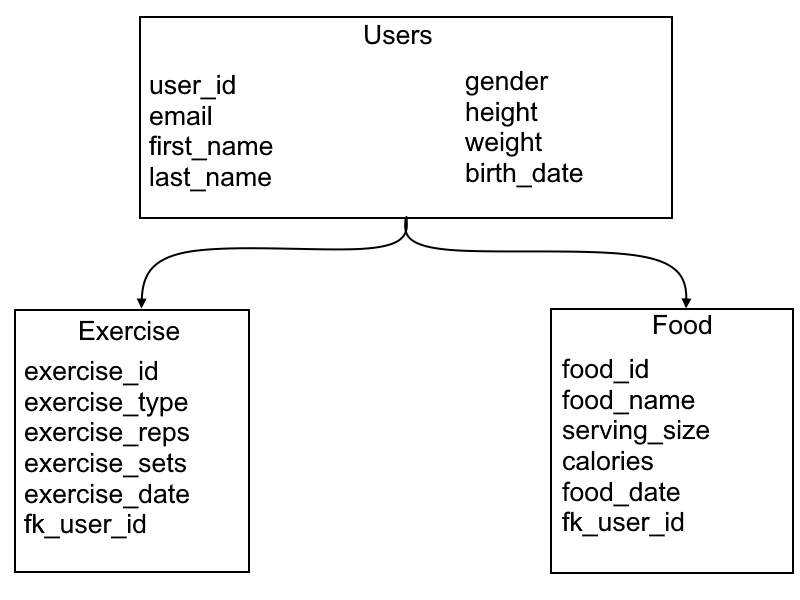 Users
user_id
email
first_name
last_name
gender
height
weight
birth_date
Exercise
exercise_id
exercise_type
exercise_reps
exercise_sets
exercise_date
fk_user_id
Food
food_id
food_name
serving_size
calories
food_date
fk_user_id